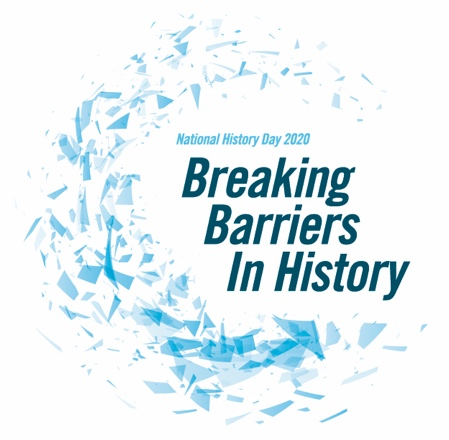 National History Day 2020
Breaking
Barriers
In History